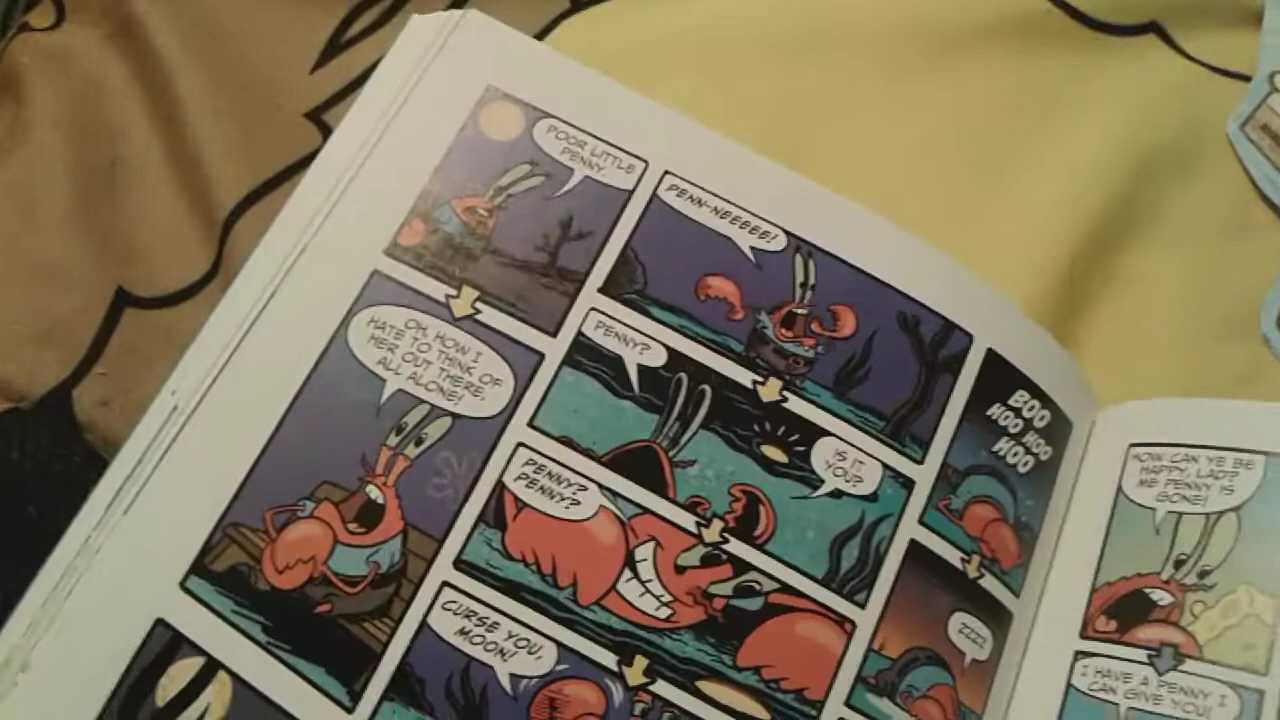 POOR LITTLE
PENNY.
OH, HOW I
HATE TO THINK OF
HER OUT THERE,
ALL ALONE!
PENN-NEEEEE!
PENNY?
IS IT
YOU?
PENNY?
PENNY?
CURSE YOU,
MOON!
BOO
HOO HOO
HOO
ZZZZ
HOW CAN YE BE
HAPPY, LAD?
ME PENNY IS
GONE!
I HAVE A PENNY I
CAN GIVE YOU!